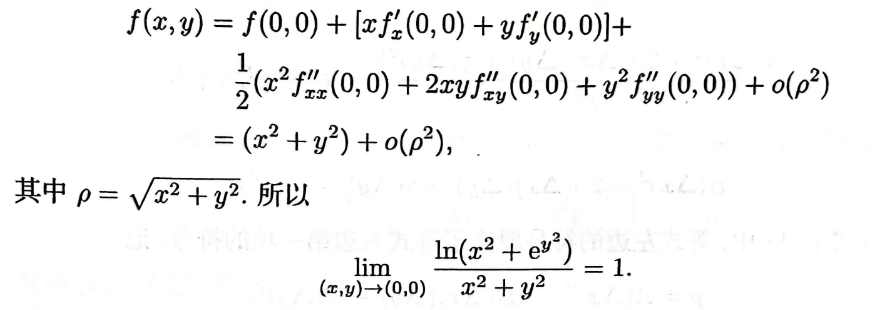 f(x, y) = f(0, 0) + [xf′ₓ(0, 0) + yf′_y(0, 0)]+
1/2(x²f″ₓₓ(0, 0) + 2xyf″_xy(0, 0) + y²f″_yy(0, 0)) + o(ρ²)
= (x² + y²) + o(ρ²),
其中 ρ = √(x² + y²). 所以
lim_(x,y)→(0,0) ln(x² + e^(y²)) / (x² + y²) = 1.